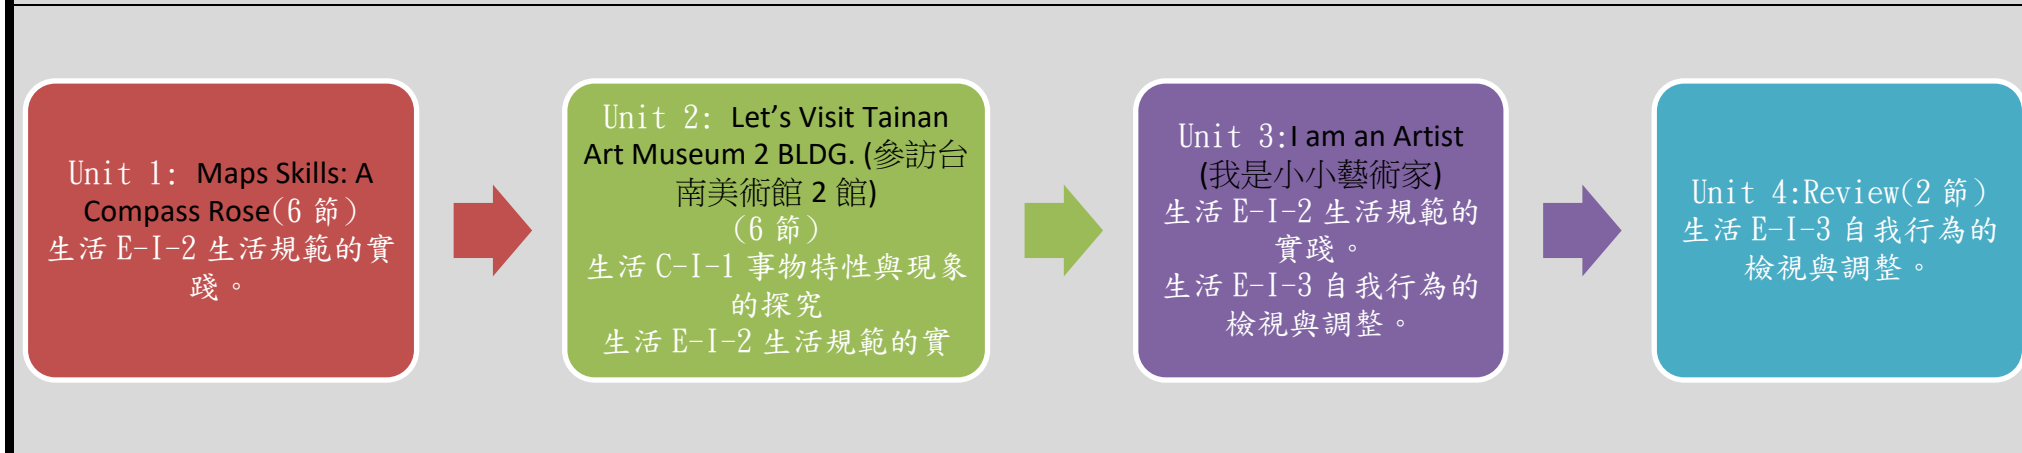 Unit 1: Maps Skills: A
Compass Rose(6 節)
生活 E-I-2 生活規範的實
踐。
Unit 2: Let’s Visit Tainan
Art Museum 2 BLDG. (參訪台
南美術館 2 館)
(6 節)
生活 C-I-1 事物特性與現象
的探究
生活 E-I-2 生活規範的實
Unit 3:I am an Artist
(我是小小藝術家)
生活 E-I-2 生活規範的
實踐。
生活 E-I-3 自我行為的
檢視與調整。
Unit 4:Review(2 節)
生活 E-I-3 自我行為的
檢視與調整。